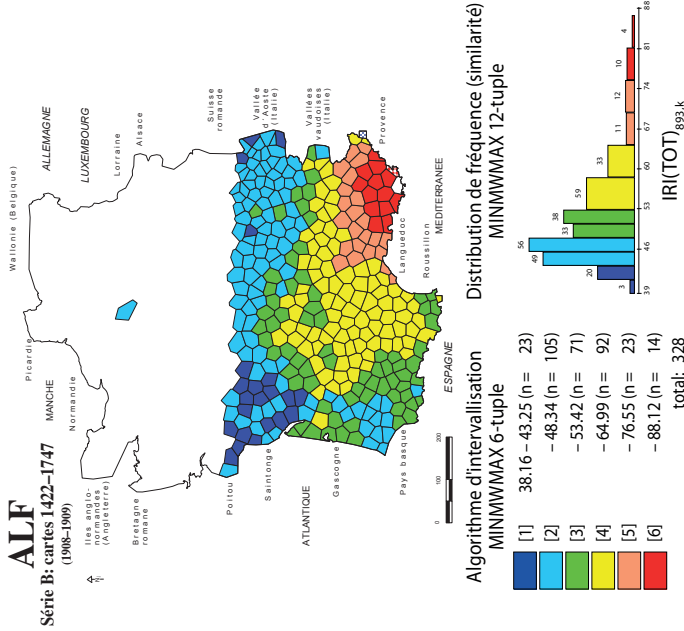 ALF
Série B: cartes 1422–1747
(1908–1909)
N
Iles anglo-
normandes
(Angleterre)
Bretagne
romane
MANCHE
Normandie
Picardie
Wallonie (Belgique)
ALLEMAGNE
LUXEMBOURG
Lorraine
Alsace
Suisse
romande
Vallée
d'Aoste
(Italie)
Vallées
vaudoises
(Italie)
Provence
MEDITERRANEE
Languedoc
Roussillon
ESPAGNE
Poitou
Saintonge
ATLANTIQUE
Gascogne
Pays basque
0 100 200
Algorithme d'intervallisation
MINMWMAX 6-tuple
[1] 38.16 – 43.25 (n = 23)
[2] – 48.34 (n = 105)
[3] – 53.42 (n = 71)
[4] – 64.99 (n = 92)
[5] – 76.55 (n = 23)
[6] – 88.12 (n = 14)
total: 328
Distribution de fréquence (similarité)
MINMWMAX 12-tuple
3 20 49 56 33 38 59 33 11 12 10 4
39 46 53 60 67 74 81 88
IRI(TOT)893.k